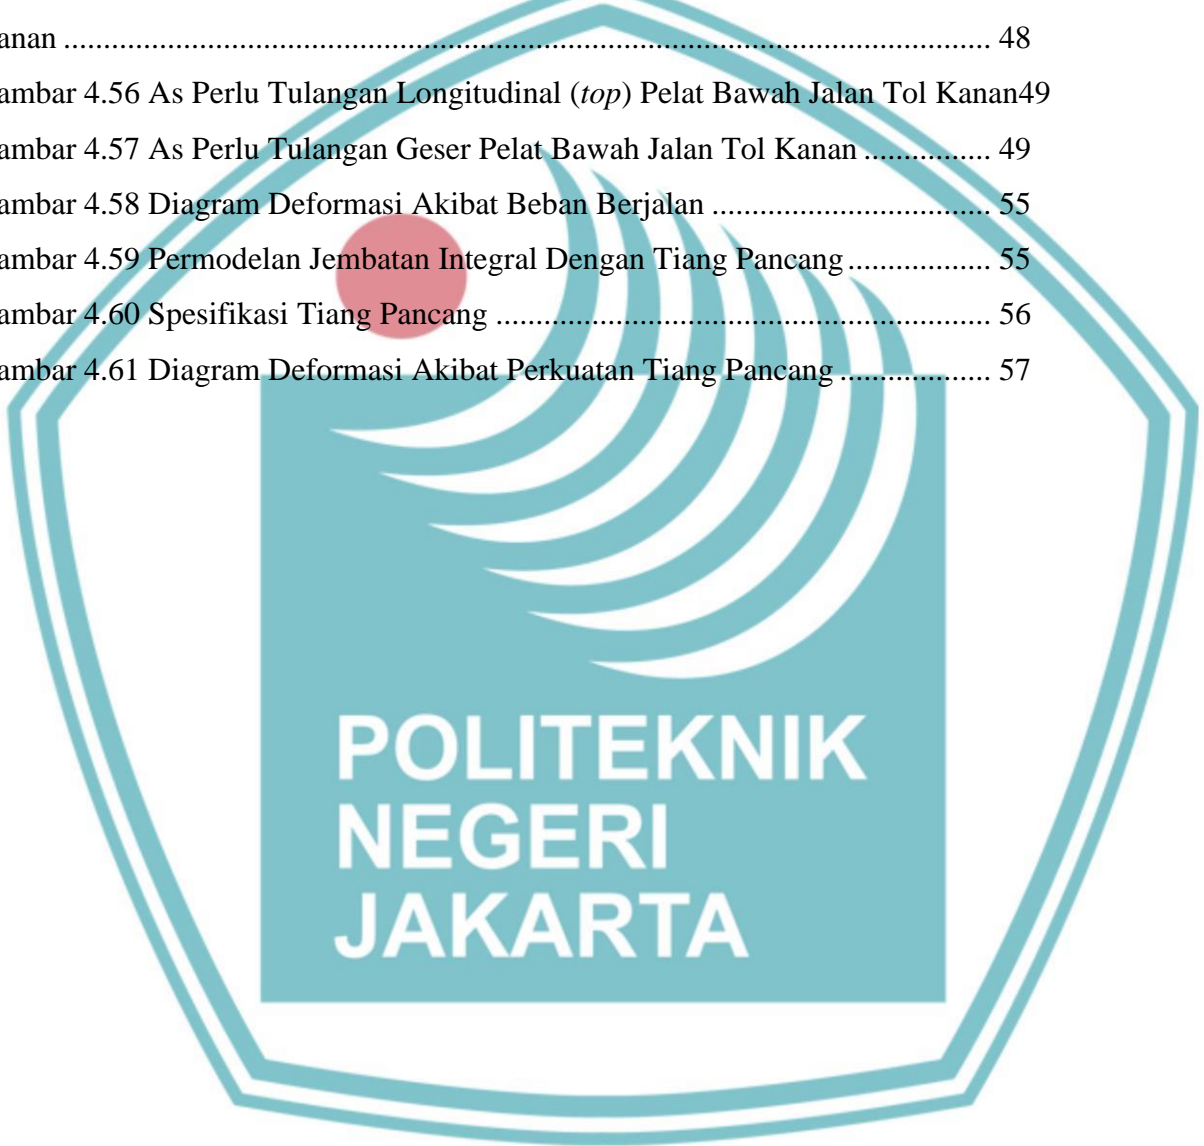 anan ................................................................................................................... 48
ambar 4.56 As Perlu Tulangan Longitudinal (top) Pelat Bawah Jalan Tol Kanan49
ambar 4.57 As Perlu Tulangan Geser Pelat Bawah Jalan Tol Kanan ................ 49
ambar 4.58 Diagram Deformasi Akibat Beban Berjalan ................................... 55
ambar 4.59 Permodelan Jembatan Integral Dengan Tiang Pancang .................. 55
ambar 4.60 Spesifikasi Tiang Pancang .............................................................. 56
ambar 4.61 Diagram Deformasi Akibat Perkuatan Tiang Pancang ................... 57
POLITEKNIK
NEGERI
JAKARTA